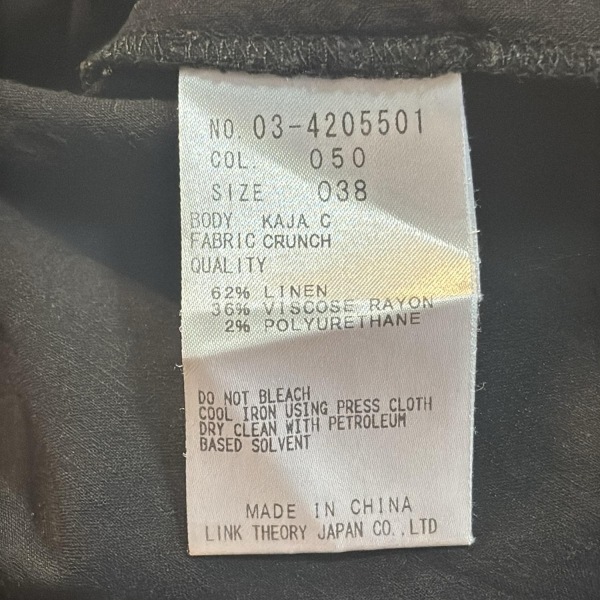 NO. 03-4205501
COL. 050
SIZE 038
BODY KAJA C
FABRIC CRUNCH
QUALITY
62% LINEN
36% VISCOSE RAYON
2% POLYURETHANE
DO NOT BLEACH
COOL IRON USING PRESS CLOTH
DRY CLEAN WITH PETROLEUM
BASED SOLVENT
MADE IN CHINA
LINK THEORY JAPAN CO.,LTD